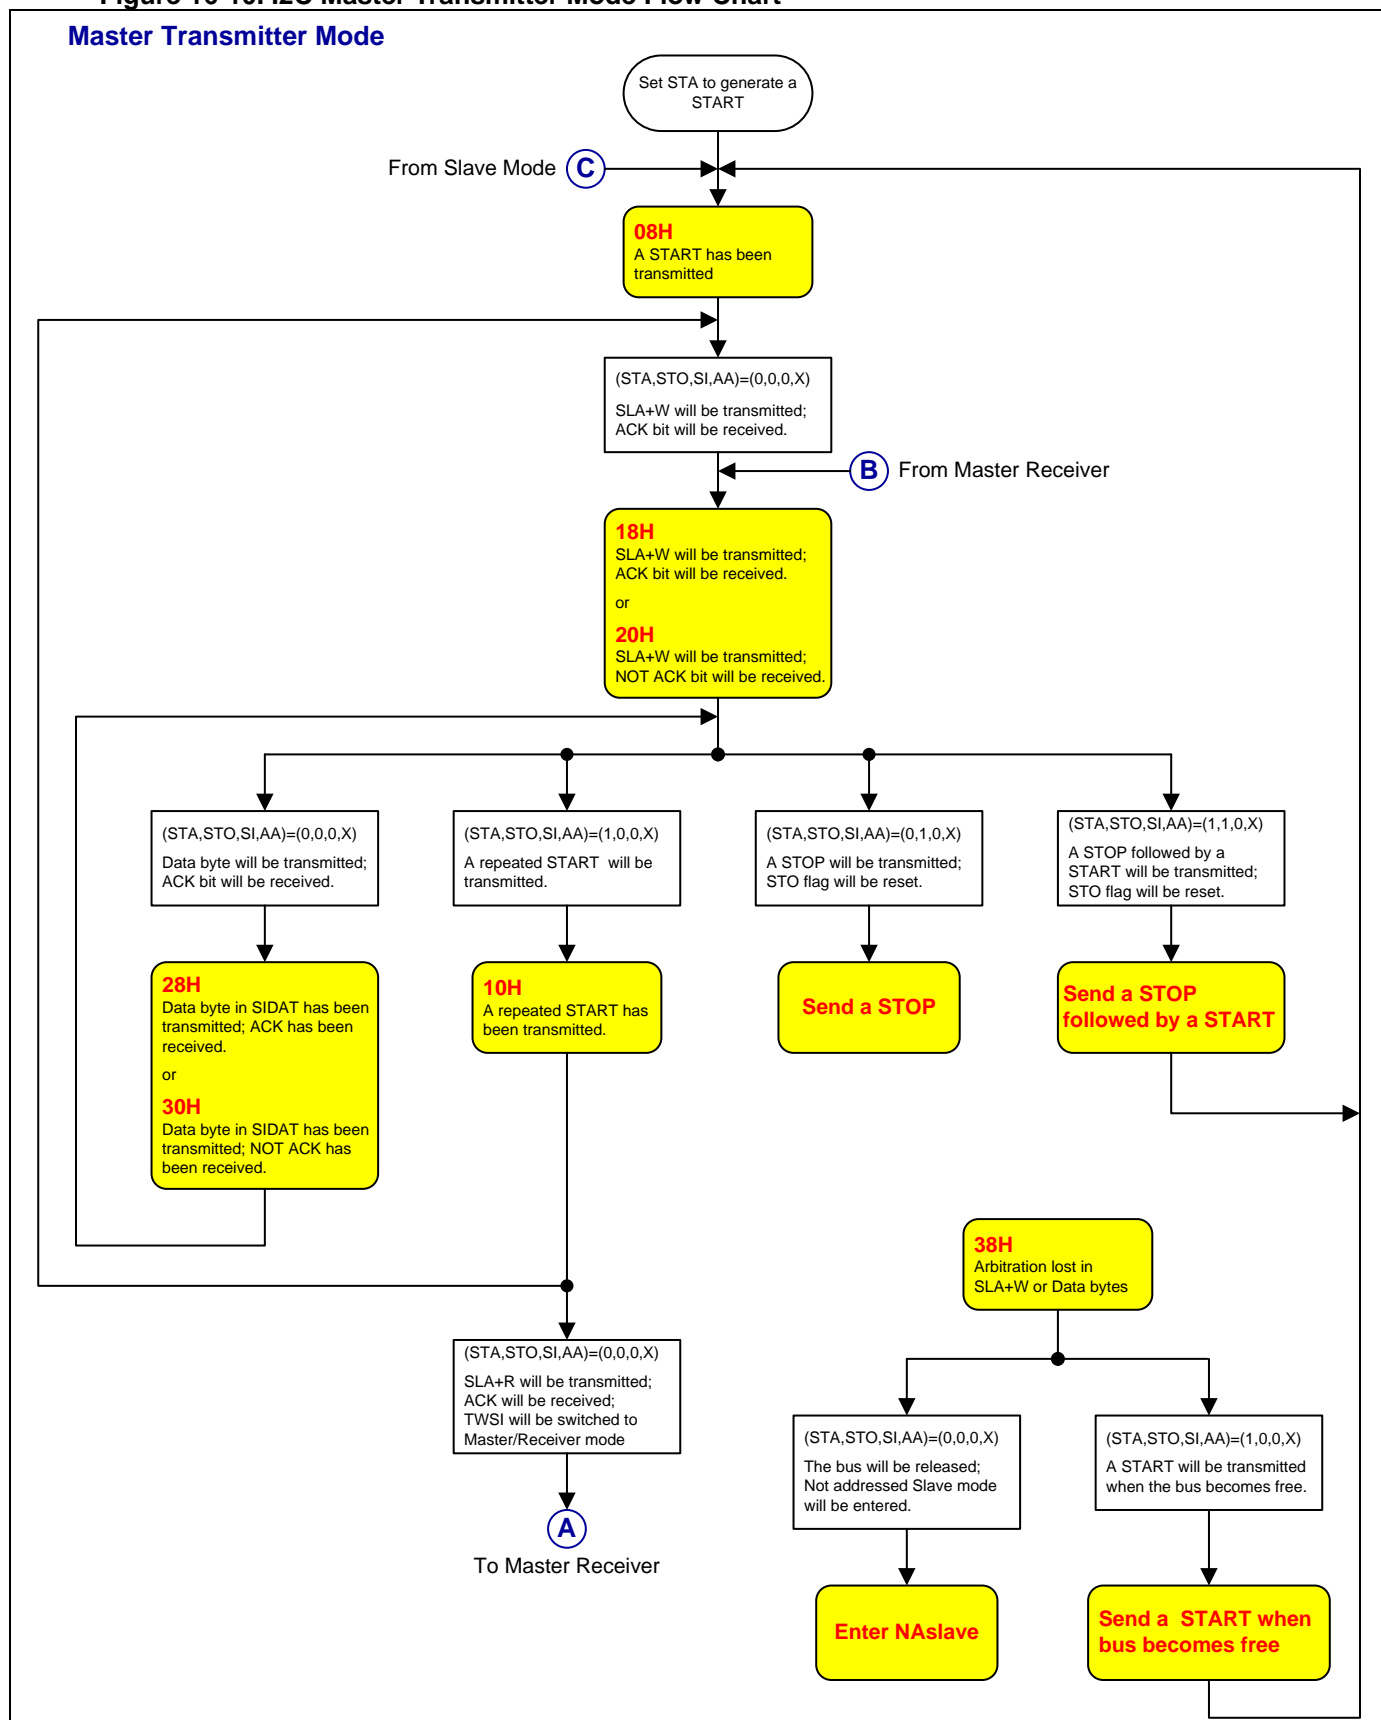 Figure 16-10. I2C Master Transmitter Mode Flow Chart
Master Transmitter Mode
Set STA to generate a
START
From Slave Mode
C
08H
A START has been
transmitted
(STA,STO,SI,AA)=(0,0,0,X)
SLA+W will be transmitted;
ACK bit will be received.
B
From Master Receiver
18H
SLA+W will be transmitted;
ACK bit will be received.
or
20H
SLA+W will be transmitted;
NOT ACK bit will be received.
(STA,STO,SI,AA)=(0,0,0,X)
Data byte will be transmitted;
ACK bit will be received.
(STA,STO,SI,AA)=(1,0,0,X)
A repeated START will be
transmitted.
(STA,STO,SI,AA)=(0,1,0,X)
A STOP will be transmitted;
STO flag will be reset.
(STA,STO,SI,AA)=(1,1,0,X)
A STOP followed by a
START will be transmitted;
STO flag will be reset.
28H
Data byte in SIDAT has been
transmitted; ACK has been
received.
or
30H
Data byte in SIDAT has been
transmitted; NOT ACK has
been received.
10H
A repeated START has
been transmitted.
Send a STOP
Send a STOP
followed by a START
38H
Arbitration lost in
SLA+W or Data bytes
(STA,STO,SI,AA)=(0,0,0,X)
SLA+R will be transmitted;
ACK will be received;
TWSI will be switched to
Master/Receiver mode
(STA,STO,SI,AA)=(0,0,0,X)
The bus will be released;
Not addressed Slave mode
will be entered.
(STA,STO,SI,AA)=(1,0,0,X)
A START will be transmitted
when the bus becomes free.
A
To Master Receiver
Enter NAslave
Send a START when
bus becomes free